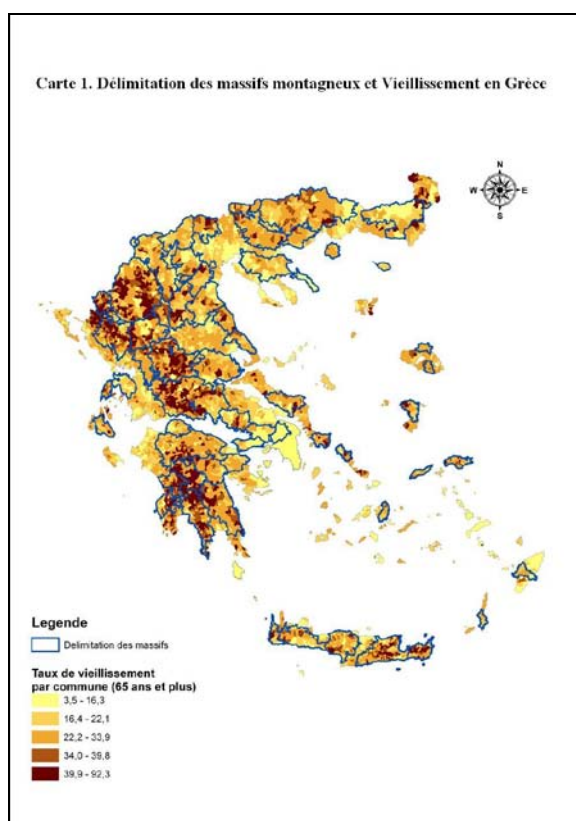 Carte 1. Délimitation des massifs montagneux et Vieillissement en Grèce
N
W E
S
Legende
Delimitation des massifs
Taux de vieillissement
par commune (65 ans et plus)
3,5 - 16,3
16,4 - 22,1
22,2 - 33,9
34,0 - 39,8
39,9 - 92,3